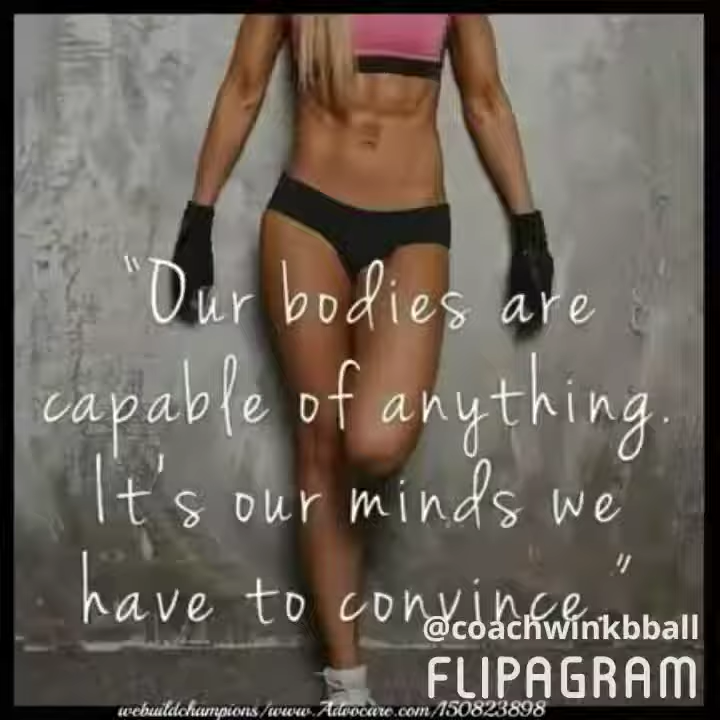 "Our bodies are
capable of anything.
It's our minds we
have to convince."
@coachwinkbball
FLIPAGRAM
webuildchampions/www.Advocare.com/150823898